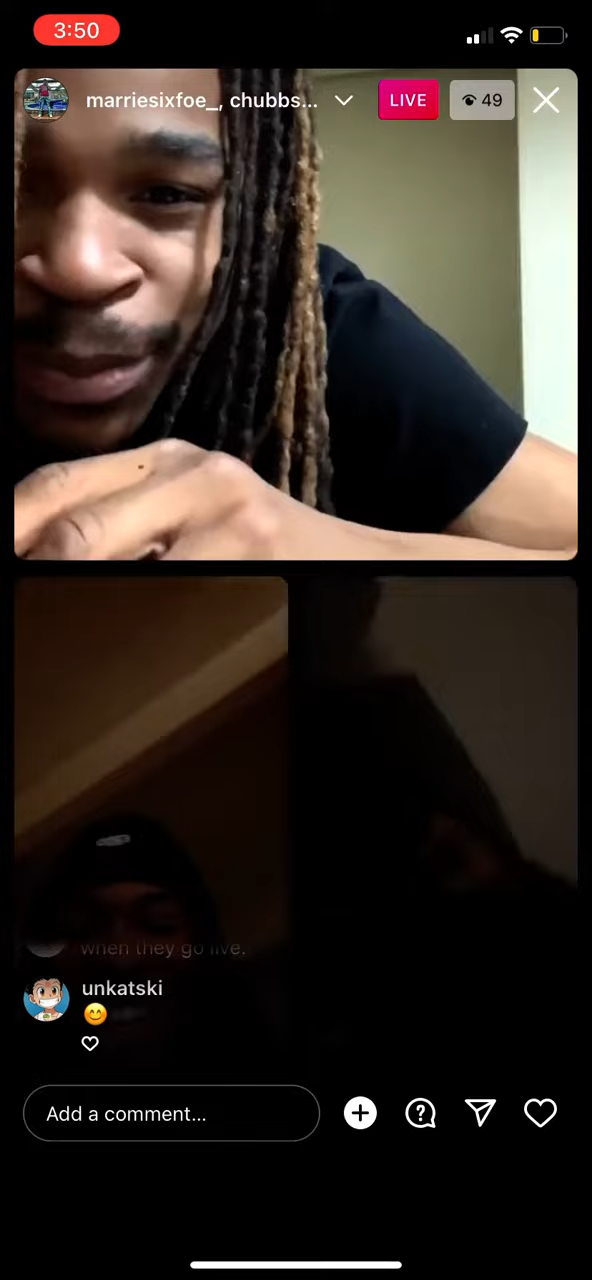 3:50
marriesixfoe_, chubbs...
LIVE
49
when they go live.
unkatski
😊
Add a comment...